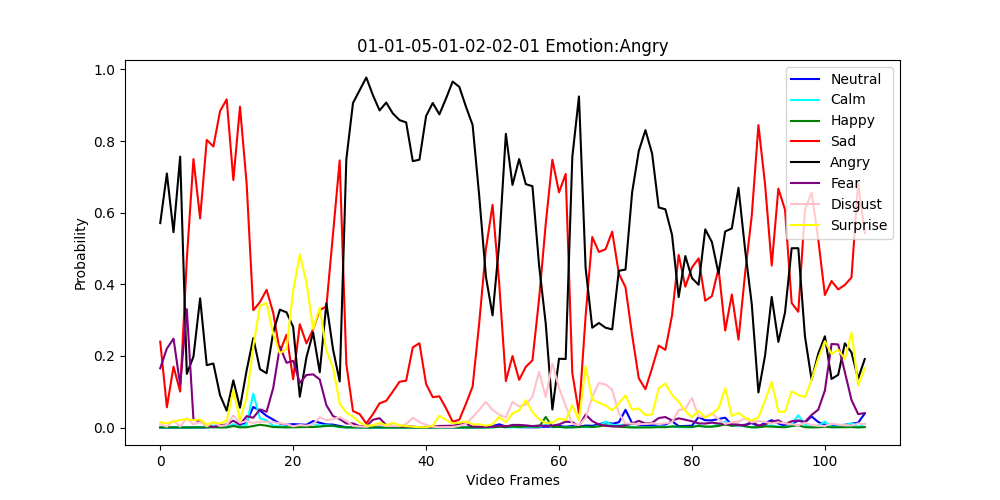 01-01-05-01-02-02-01 Emotion:Angry
1.0
0.8
0.6
0.4
0.2
0.0
Probability
0 20 40 60 80 100
Video Frames
Neutral
Calm
Happy
Sad
Angry
Fear
Disgust
Surprise